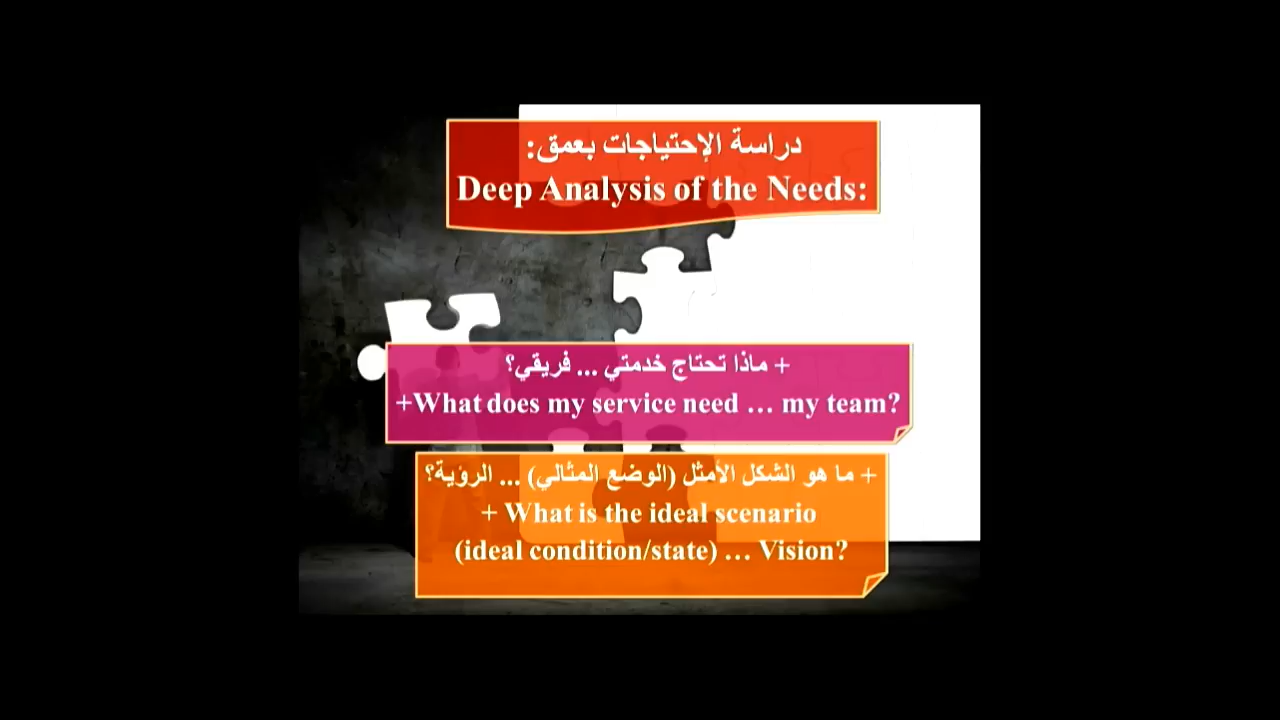 دراسة الإحتياجات بعمق:
Deep Analysis of the Needs:
+ ماذا تحتاج خدمتي ... فريقي؟
+What does my service need … my team?
+ ما هو الشكل الأمثل (الوضع المثالي) ... الرؤية؟
+ What is the ideal scenario
(ideal condition/state) … Vision?